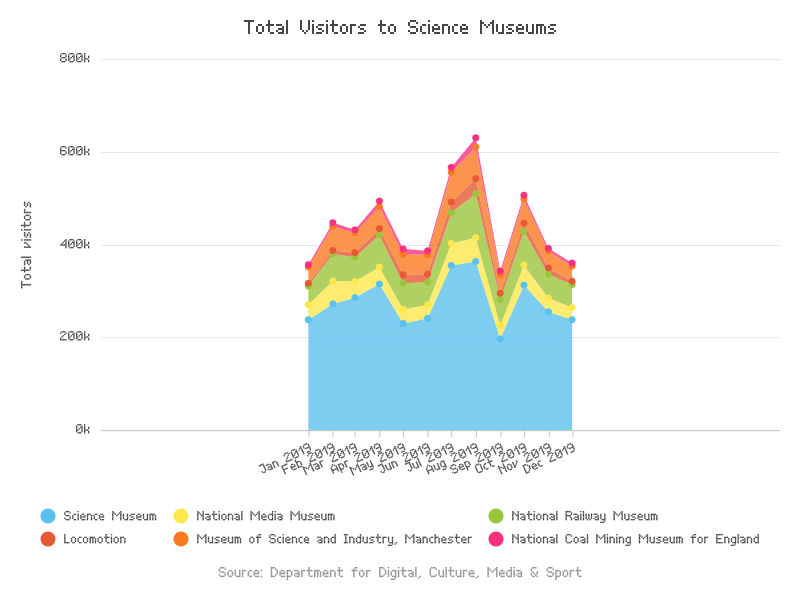 Total Visitors to Science Museums
800k
600k
400k
200k
0k
Total visitors
Jan 2019
Feb 2019
Mar 2019
Apr 2019
May 2019
Jun 2019
Jul 2019
Aug 2019
Sep 2019
Oct 2019
Nov 2019
Dec 2019
Science Museum
National Media Museum
National Railway Museum
Locomotion
Museum of Science and Industry, Manchester
National Coal Mining Museum for England
Source: Department for Digital, Culture, Media & Sport